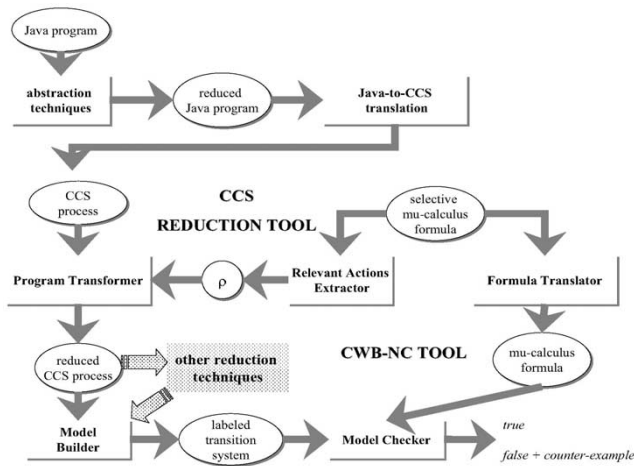 Java program
abstraction
techniques
reduced
Java program
Java-to-CCS
translation
CCS
process
CCS
REDUCTION TOOL
selective
mu-calculus
formula
Program Transformer
ρ
Relevant Actions
Extractor
Formula Translator
reduced
CCS process
other reduction
techniques
CWB-NC TOOL
mu-calculus
formula
Model
Builder
labeled
transition
system
Model Checker
true
false + counter-example